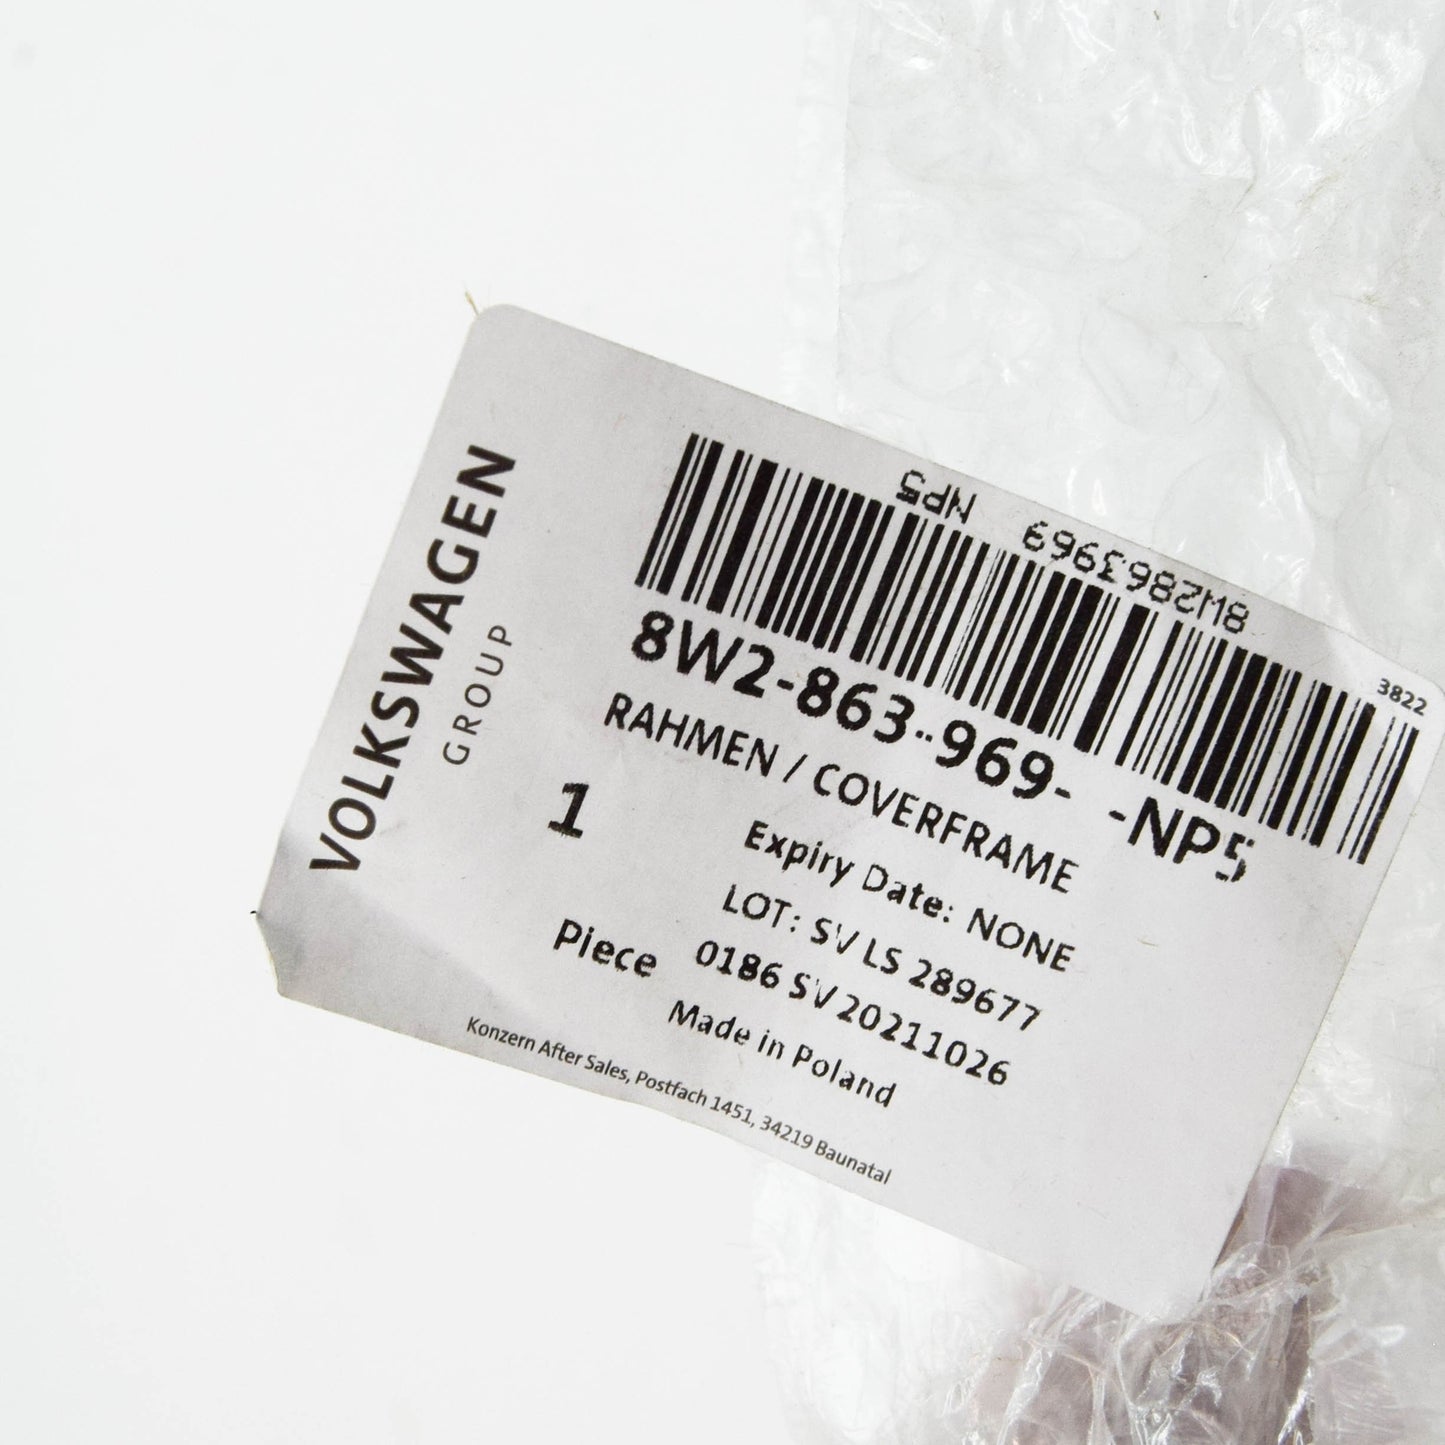 VOLKSWAGEN
GROUP
8W2863969 NP5
3822
8W2-863-969- -NP5
RAHMEN / COVERFRAME
1
Piece
Expiry Date: NONE
LOT: SV LS 289677
0186 SV 20211026
Made in Poland
Konzern After Sales, Postfach 1451, 34219 Baunatal